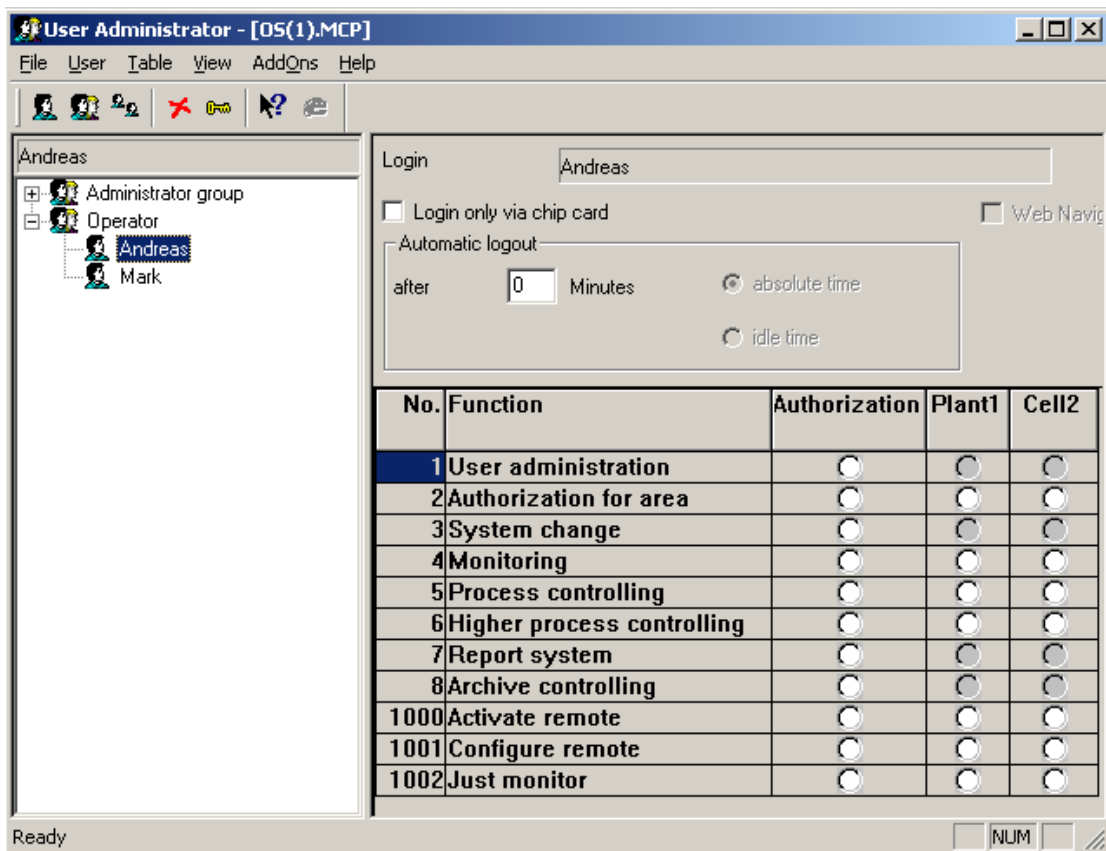 User Administrator - [OS(1).MCP]
File User Table View AddOns Help
Andreas
Administrator group
Operator
Andreas
Mark
Login Andreas
Login only via chip card Web Navig
Automatic logout
after 0 Minutes absolute time
idle time
No. Function Authorization Plant1 Cell2
1 User administration
2 Authorization for area
3 System change
4 Monitoring
5 Process controlling
6 Higher process controlling
7 Report system
8 Archive controlling
1000 Activate remote
1001 Configure remote
1002 Just monitor
Ready NUM